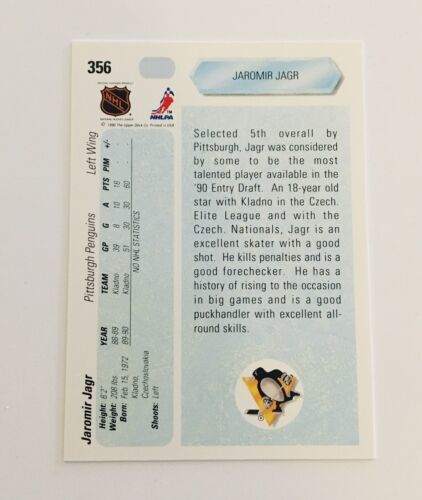 356
JAROMIR JAGR
NHL
NHLPA
TM
© 1990 The Upper Deck Co. Printed in USA
Selected 5th overall by
Pittsburgh, Jagr was considered
by some to be the most
talented player available in the
'90 Entry Draft. An 18-year old
star with Kladno in the Czech.
Elite League and with the
Czech. Nationals, Jagr is an
excellent skater with a good
shot. He kills penalties and is a
good forechecker. He has a
history of rising to the occasion
in big games and is a good
puckhandler with excellent all-
round skills.
Jaromir Jagr Pittsburgh Penguins Left Wing
Height: 6'2"
Weight: 208 lbs
Born: Feb. 15, 1972
Kladno,
Czechoslovakia
Shoots: Left
YEAR TEAM GP G A PTS PIM +/-
88-89 Kladno 39 8 10 18
89-90 Kladno 51 30 30 60
NO NHL STATISTICS